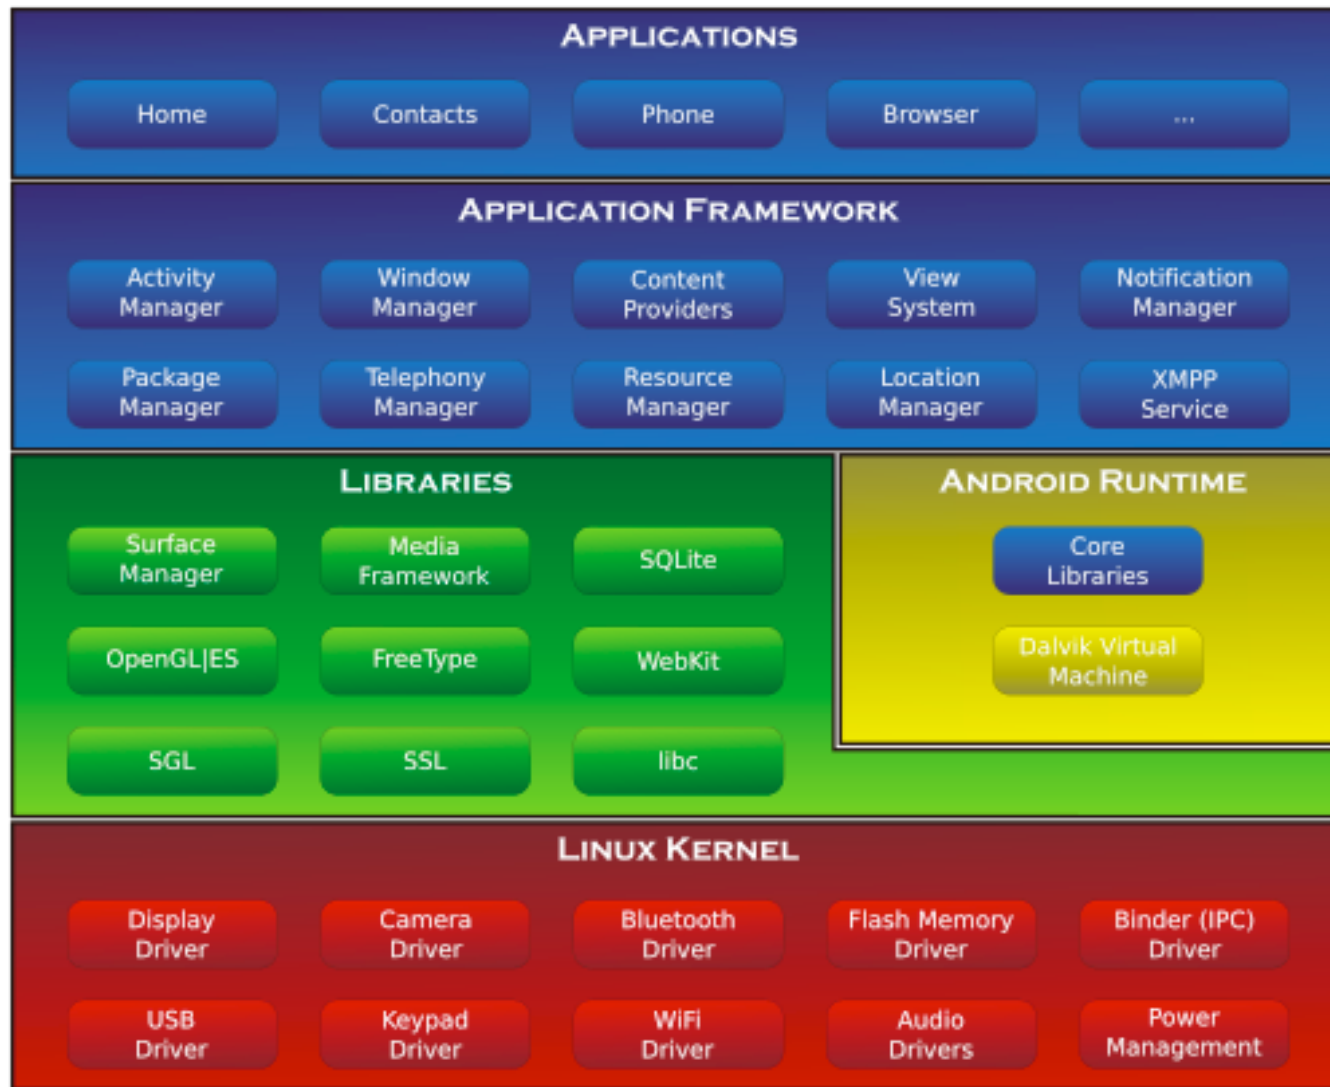 APPLICATIONS
Home
Contacts
Phone
Browser
...
APPLICATION FRAMEWORK
Activity
Manager
Window
Manager
Content
Providers
View
System
Notification
Manager
Package
Manager
Telephony
Manager
Resource
Manager
Location
Manager
XMPP
Service
LIBRARIES
Surface
Manager
Media
Framework
SQLite
OpenGL|ES
FreeType
WebKit
SGL
SSL
libc
ANDROID RUNTIME
Core
Libraries
Dalvik Virtual
Machine
LINUX KERNEL
Display
Driver
Camera
Driver
Bluetooth
Driver
Flash Memory
Driver
Binder (IPC)
Driver
USB
Driver
Keypad
Driver
WiFi
Driver
Audio
Drivers
Power
Management